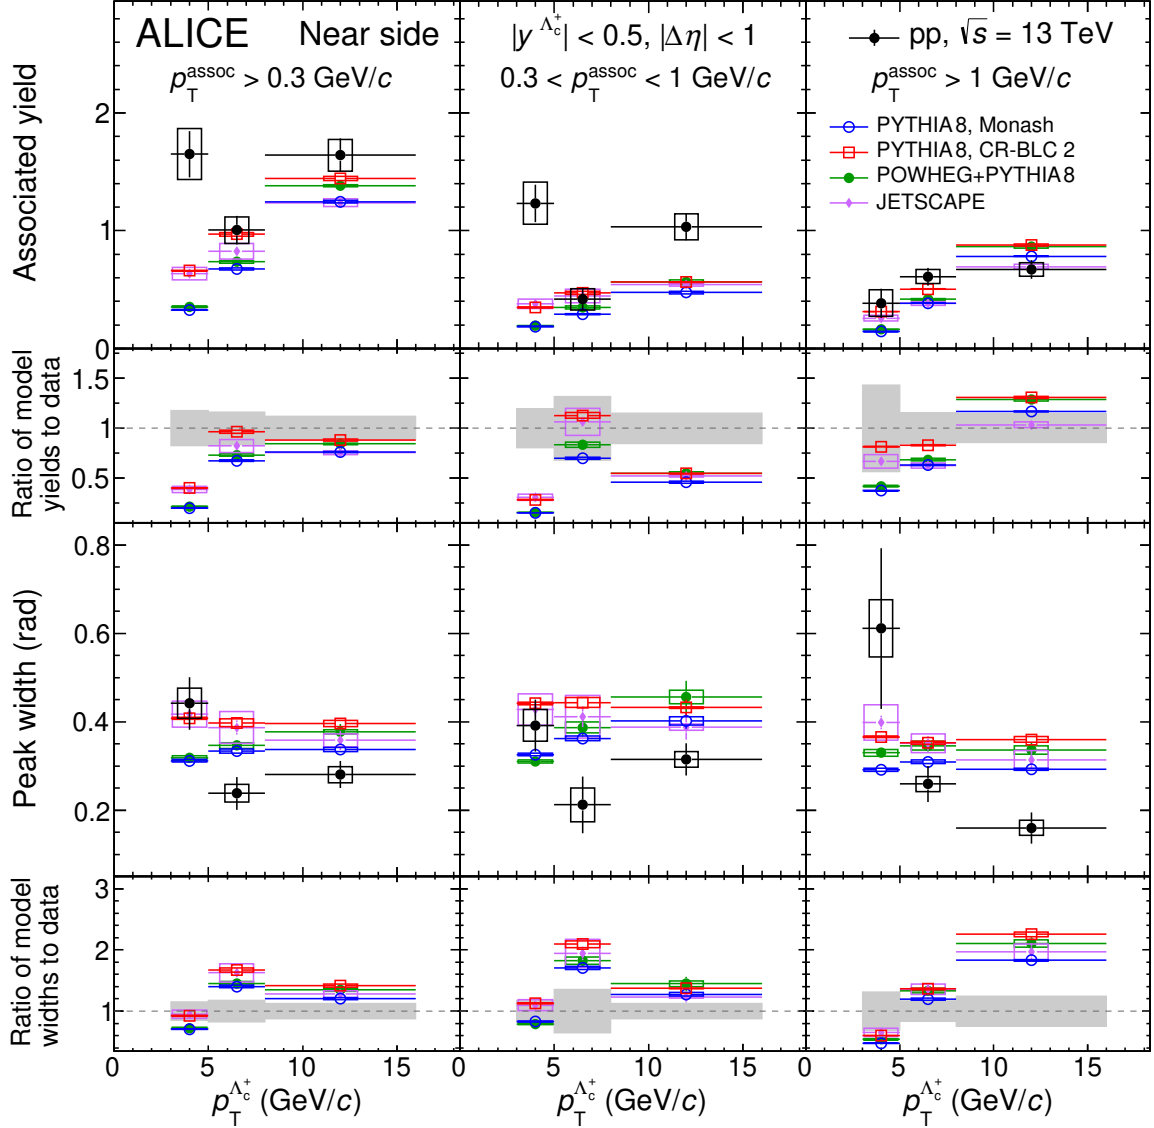 ALICE Near side
p_T^assoc > 0.3 GeV/c
|y^Λc+| < 0.5, |Δη| < 1
0.3 < p_T^assoc < 1 GeV/c
pp, √s = 13 TeV
p_T^assoc > 1 GeV/c
PYTHIA8, Monash
PYTHIA8, CR-BLC 2
POWHEG+PYTHIA8
JETSCAPE
Associated yield
2
1
0
Ratio of model
yields to data
1.5
1
0.5
Peak width (rad)
0.8
0.6
0.4
0.2
Ratio of model
widths to data
3
2
1
0 5 10 15
0 5 10 15
0 5 10 15
p_T^Λc+ (GeV/c)
p_T^Λc+ (GeV/c)
p_T^Λc+ (GeV/c)